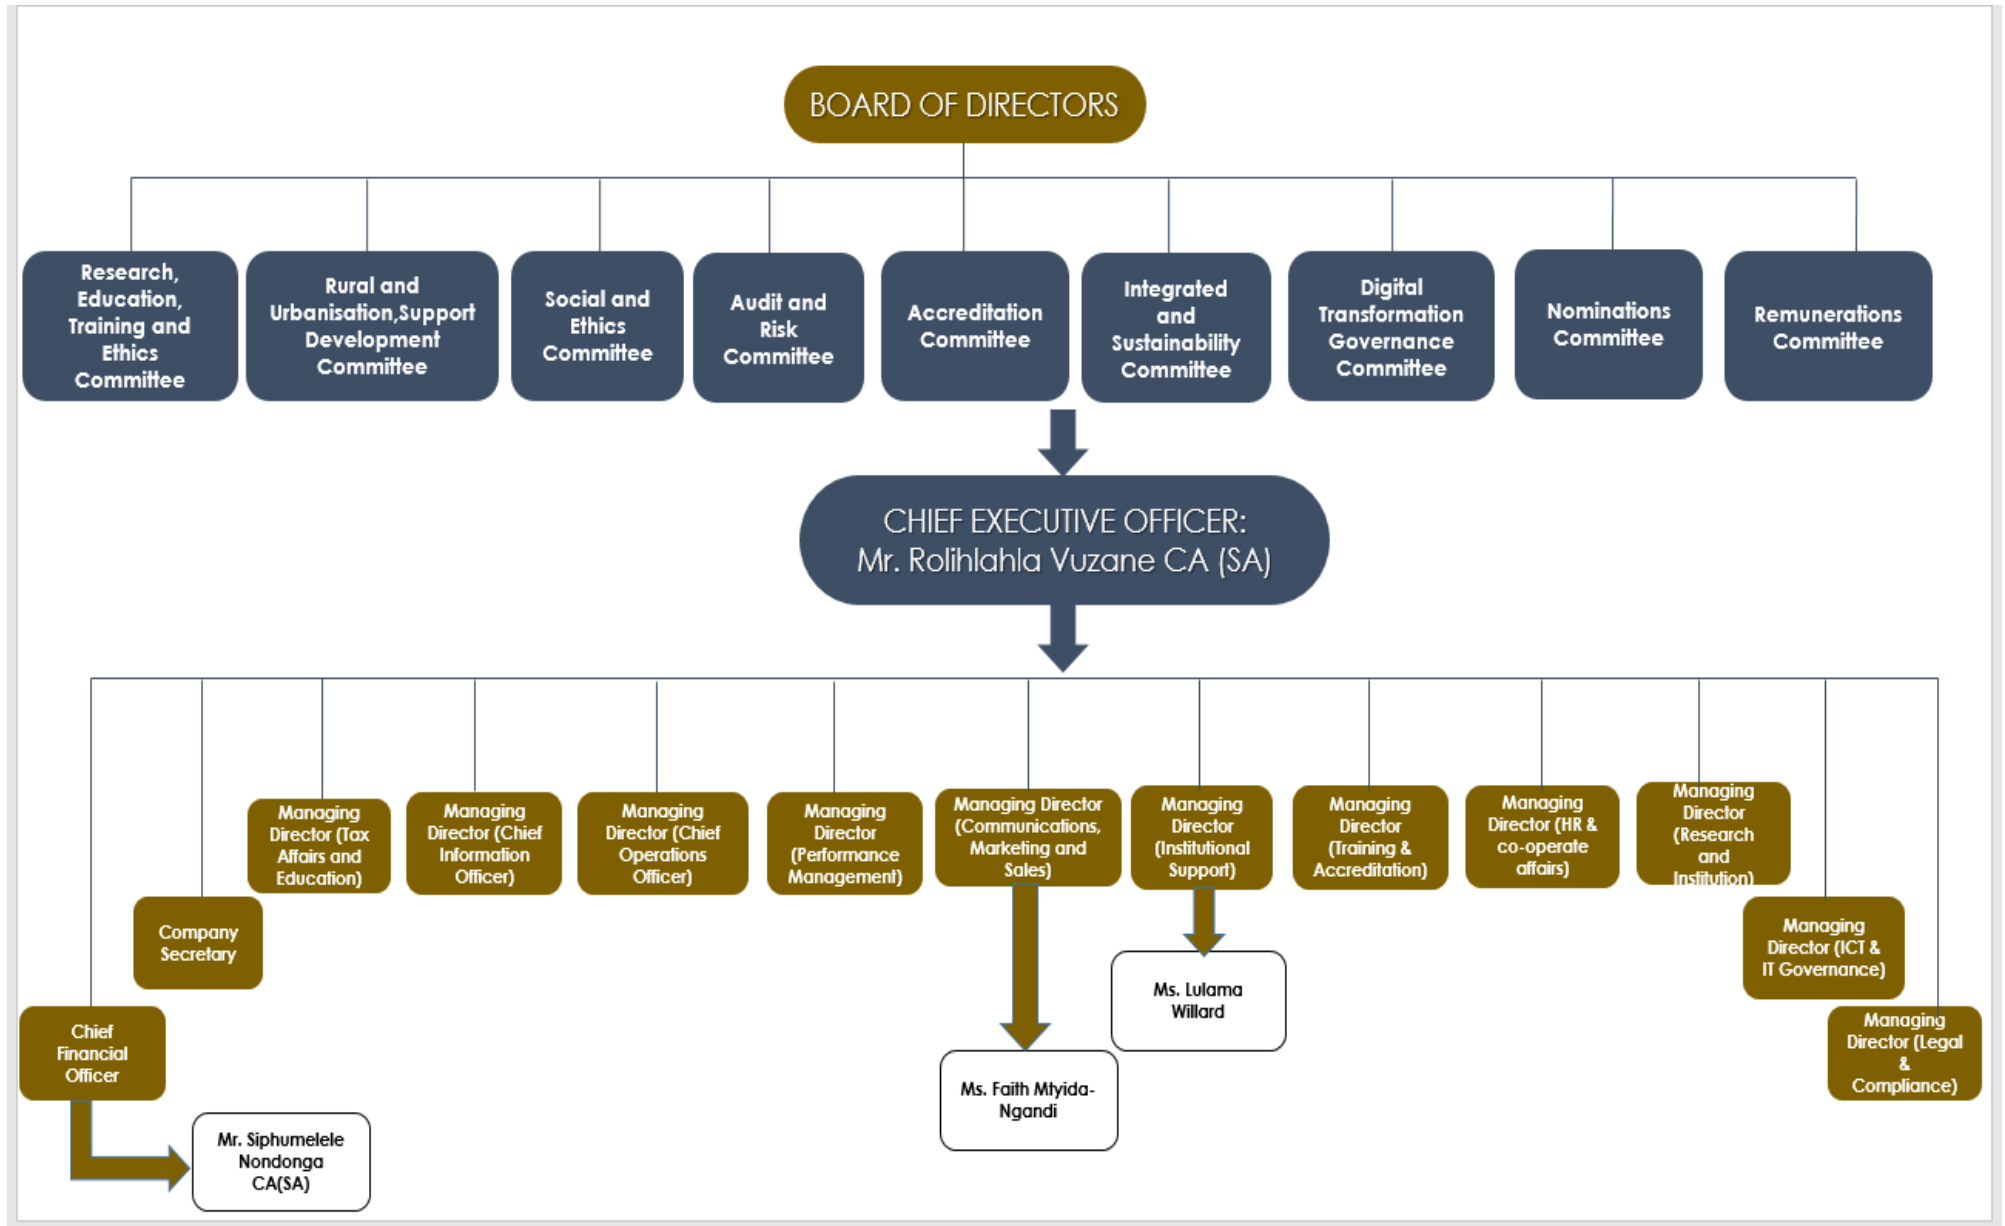 BOARD OF DIRECTORS
Research,
Education,
Training and
Ethics
Committee
Rural and
Urbanisation,Support
Development
Committee
Social and
Ethics
Committee
Audit and
Risk
Committee
Accreditation
Committee
Integrated
and
Sustainability
Committee
Digital
Transformation
Governance
Committee
Nominations
Committee
Remunerations
Committee
CHIEF EXECUTIVE OFFICER:
Mr. Rolihlahla Vuzane CA (SA)
Chief
Financial
Officer
Mr. Siphumelele
Nondonga
CA(SA)
Company
Secretary
Managing
Director (Tax
Affairs and
Education)
Managing
Director (Chief
Information
Officer)
Managing
Director (Chief
Operations
Officer)
Managing
Director
(Performance
Management)
Managing Director
(Communications,
Marketing and
Sales)
Ms. Faith Mtyida-
Ngandi
Managing
Director
(Institutional
Support)
Ms. Lulama
Willard
Managing
Director
(Training &
Accreditation)
Managing
Director (HR &
co-operate
affairs)
Managing
Director
(Research
and
Institution)
Managing
Director (ICT &
IT Governance)
Managing
Director (Legal
&
Compliance)